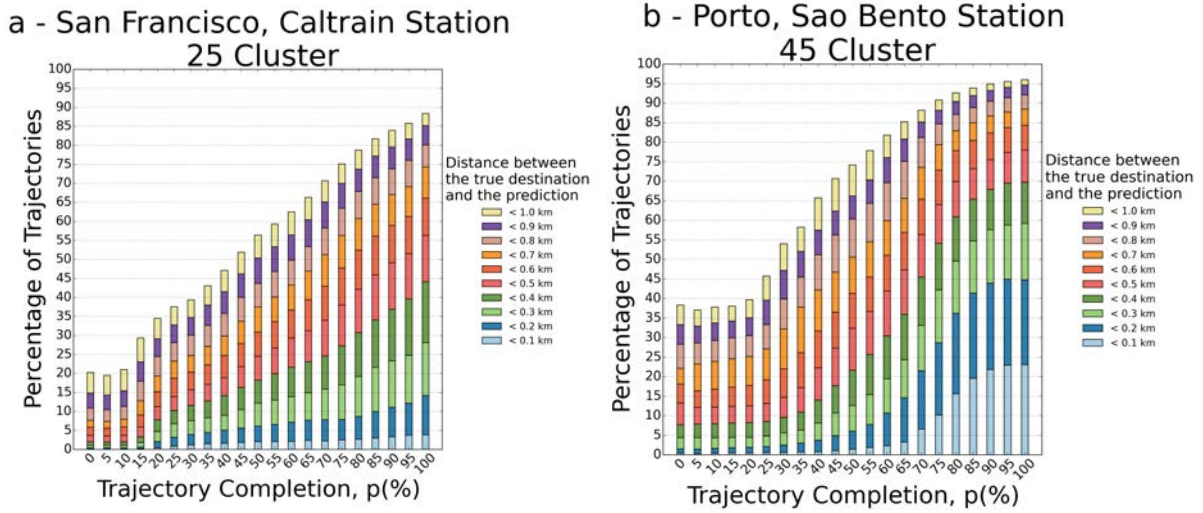 a - San Francisco, Caltrain Station
25 Cluster
Percentage of Trajectories
100
95
90
85
80
75
70
65
60
55
50
45
40
35
30
25
20
15
10
5
0
0 5 10 15 20 25 30 35 40 45 50 55 60 65 70 75 80 85 90 95 100
Trajectory Completion, p(%)
Distance between
the true destination
and the prediction
< 1.0 km
< 0.9 km
< 0.8 km
< 0.7 km
< 0.6 km
< 0.5 km
< 0.4 km
< 0.3 km
< 0.2 km
< 0.1 km
b - Porto, Sao Bento Station
45 Cluster
Percentage of Trajectories
100
95
90
85
80
75
70
65
60
55
50
45
40
35
30
25
20
15
10
5
0
0 5 10 15 20 25 30 35 40 45 50 55 60 65 70 75 80 85 90 95 100
Trajectory Completion, p(%)
Distance between
the true destination
and the prediction
< 1.0 km
< 0.9 km
< 0.8 km
< 0.7 km
< 0.6 km
< 0.5 km
< 0.4 km
< 0.3 km
< 0.2 km
< 0.1 km